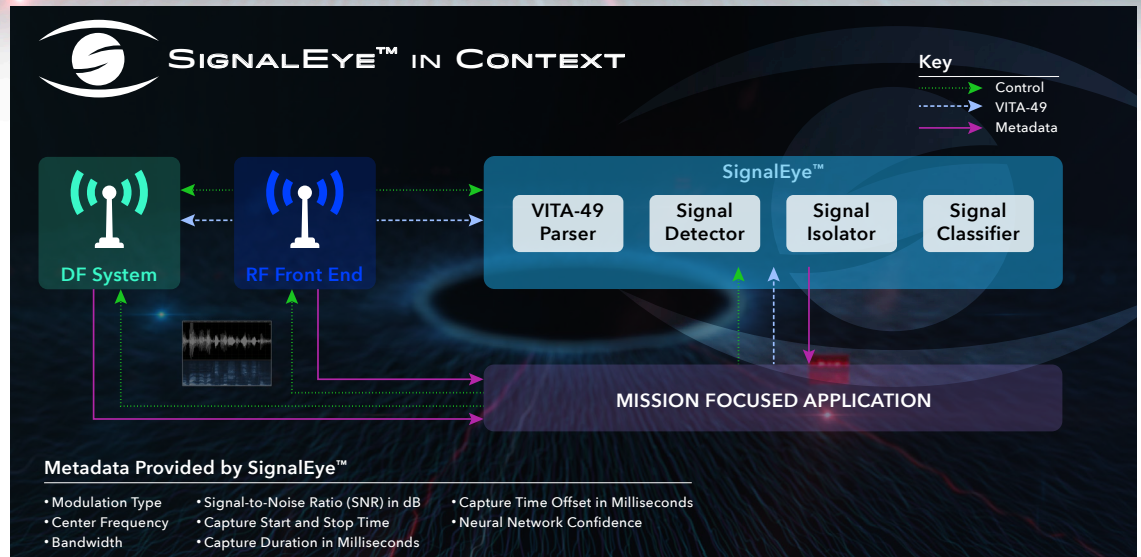 SIGNALEYE™ IN CONTEXT
Key
Control
VITA-49
Metadata
SignalEye™
VITA-49
Parser
Signal
Detector
Signal
Isolator
Signal
Classifier
DF System
RF Front End
MISSION FOCUSED APPLICATION
Metadata Provided by SignalEye™
• Modulation Type
• Center Frequency
• Bandwidth
• Signal-to-Noise Ratio (SNR) in dB
• Capture Start and Stop Time
• Capture Duration in Milliseconds
• Capture Time Offset in Milliseconds
• Neural Network Confidence